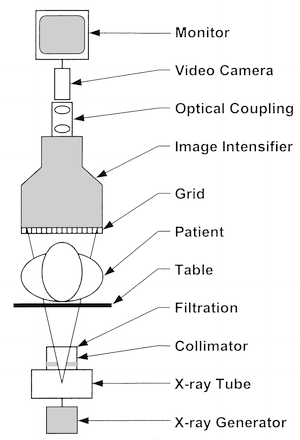 Monitor
Video Camera
Optical Coupling
Image Intensifier
Grid
Patient
Table
Filtration
Collimator
X-ray Tube
X-ray Generator